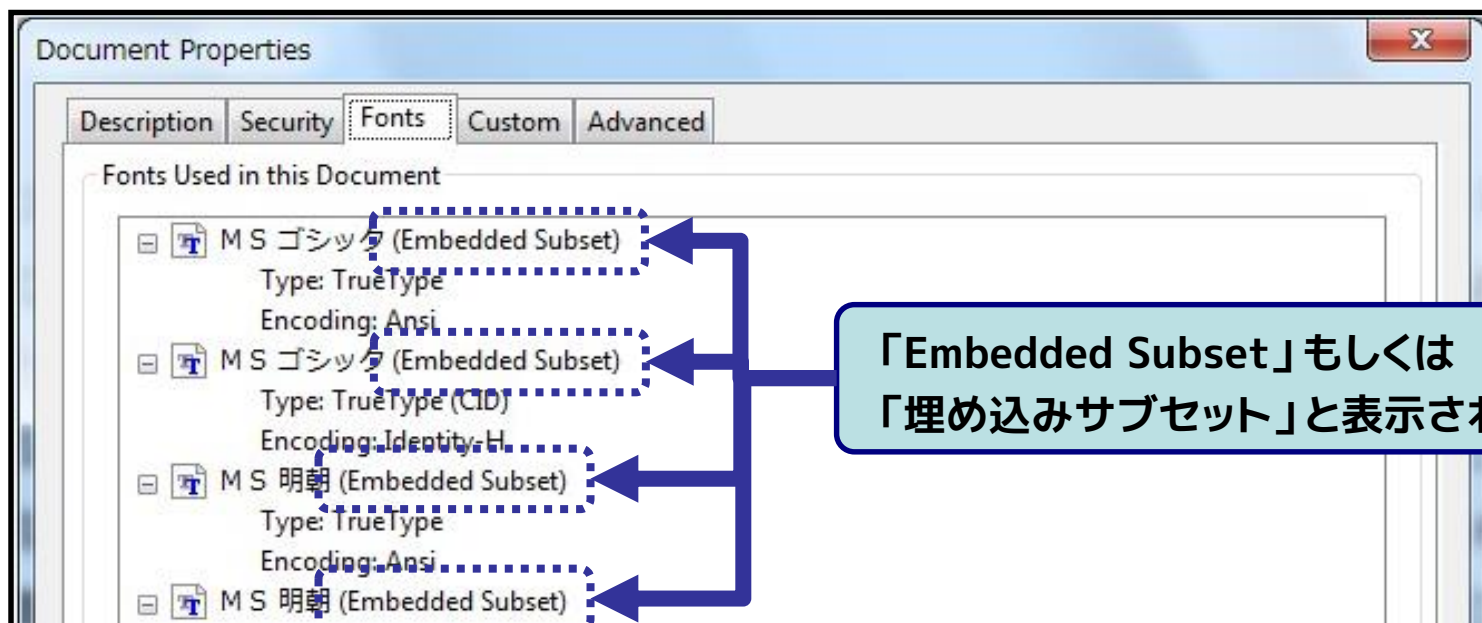 Document Properties
Description Security Fonts Custom Advanced
Fonts Used in this Document
ＭＳ ゴシック (Embedded Subset)
Type: TrueType
Encoding: Ansi
ＭＳ ゴシック (Embedded Subset)
Type: TrueType (CID)
Encoding: Identity-H
ＭＳ 明朝 (Embedded Subset)
Type: TrueType
Encoding: Ansi
ＭＳ 明朝 (Embedded Subset)
「Embedded Subset」もしくは
「埋め込みサブセット」と表示され